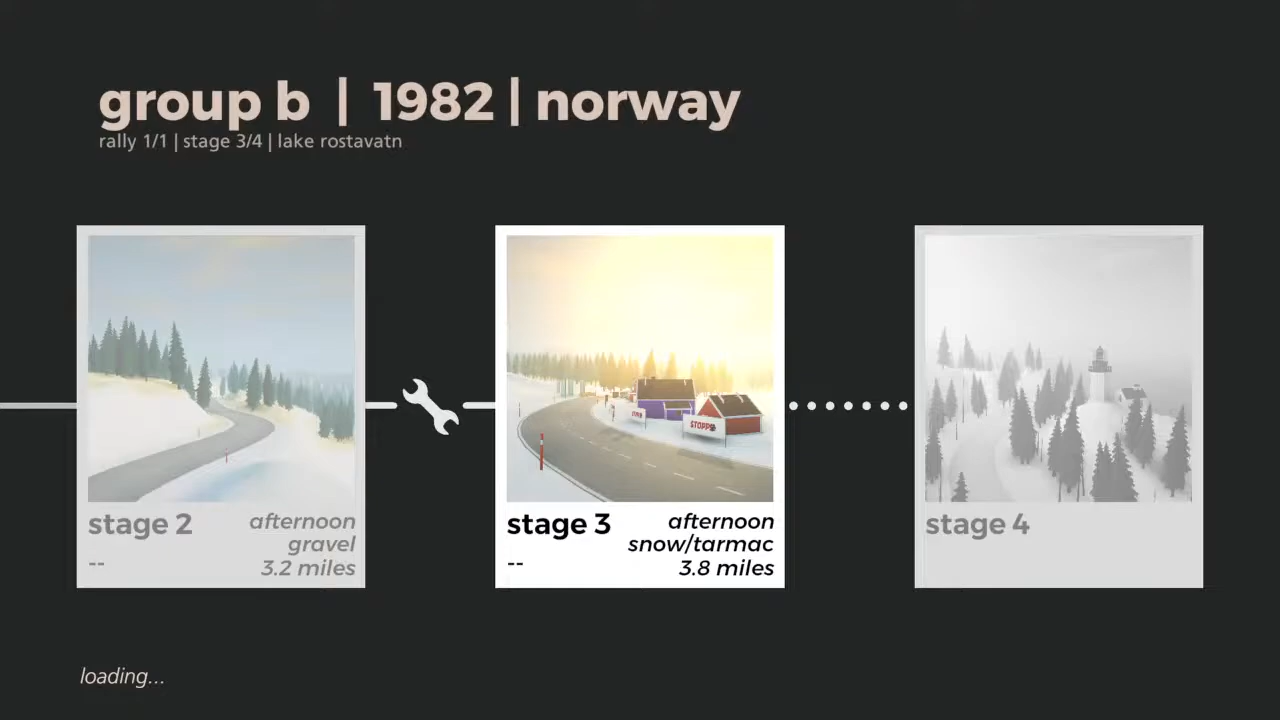 group b | 1982 | norway
rally 1/1 | stage 3/4 | lake rostavatn
STOPP
stage 2
afternoon
gravel
--
3.2 miles
stage 3
afternoon
snow/tarmac
--
3.8 miles
stage 4
loading...